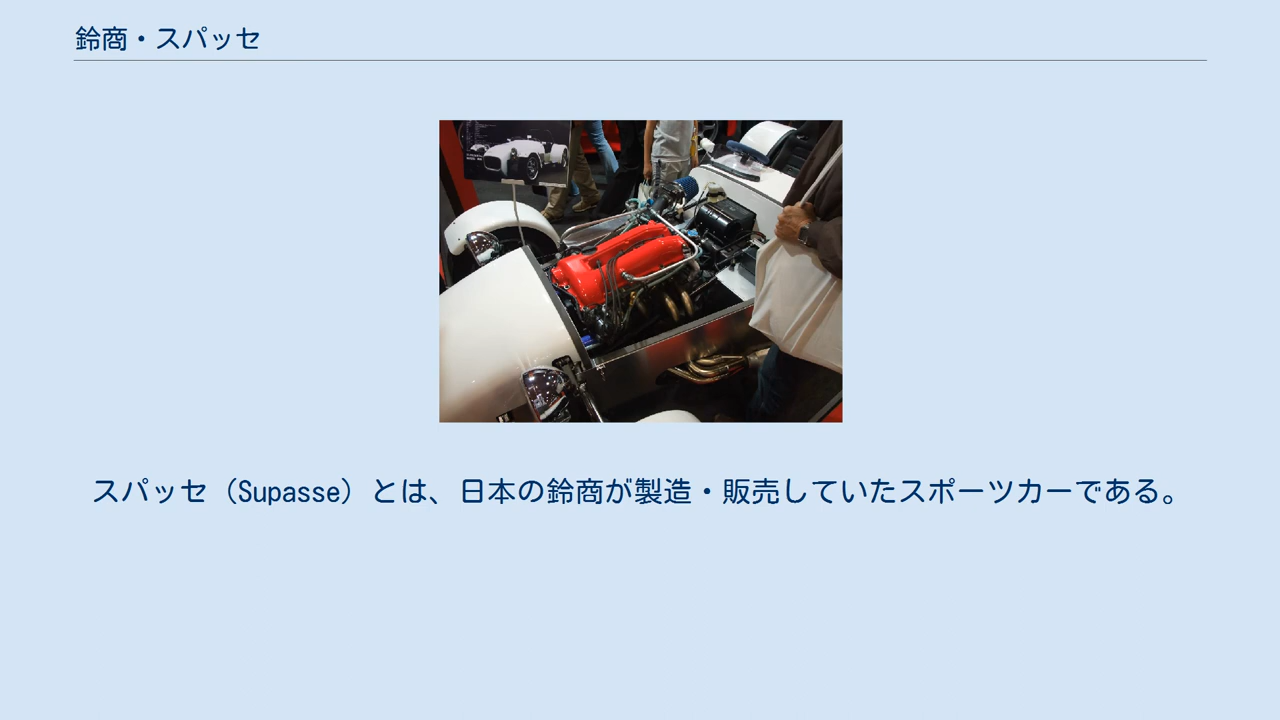 鈴商・スパッセ
スパッセ（Supasse）とは、日本の鈴商が製造・販売していたスポーツカーである。